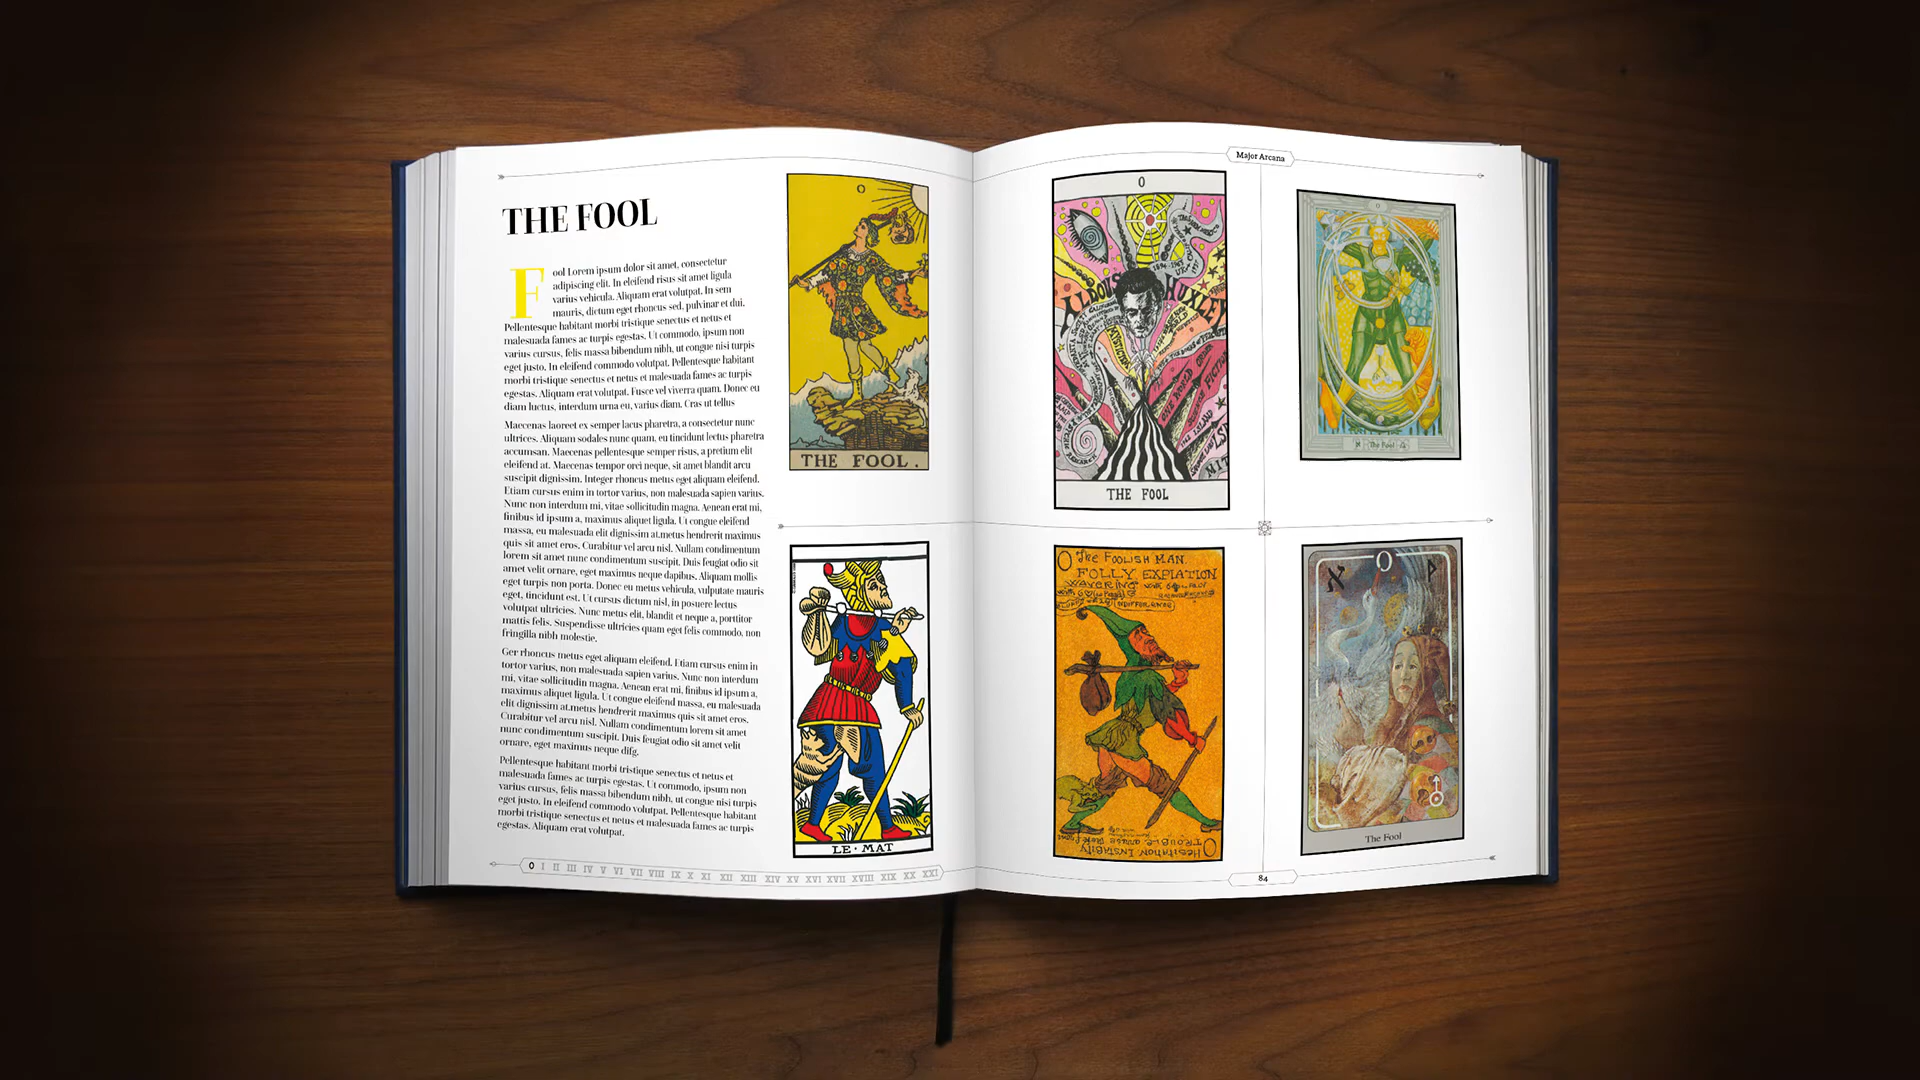 THE FOOL
Fool Lorem ipsum dolor sit amet, consectetur
adipiscing elit. In eleifend risus sit amet ligula
varius vehicula. Aliquam erat volutpat. In sem
mauris, dictum eget rhoncus sed, pulvinar et dui.
Pellentesque habitant morbi tristique senectus et netus et
malesuada fames ac turpis egestas. Ut commodo, ipsum non
varius cursus, felis massa bibendum nibh, ut congue nisi turpis
eget justo. In eleifend commodo volutpat. Pellentesque habitant
morbi tristique senectus et netus et malesuada fames ac turpis
egestas. Aliquam erat volutpat. Fusce vel viverra quam. Donec eu
diam luctus, interdum urna eu, varius diam. Cras ut tellus
Maecenas laoreet ex semper lacus pharetra, a consectetur nunc
ultrices. Aliquam sodales nunc quam, eu tincidunt lectus pharetra
accumsan. Maecenas pellentesque semper risus, a pretium elit
eleifend at. Maecenas tempor orci neque, sit amet blandit arcu
suscipit dignissim. Integer rhoncus metus eget aliquam eleifend.
Etiam cursus enim in tortor varius, non malesuada sapien varius.
Nunc non interdum mi, vitae sollicitudin magna. Aenean erat mi,
finibus id ipsum a, maximus aliquet ligula. Ut congue eleifend
massa, eu malesuada elit dignissim at.metus hendrerit maximus
quis sit amet eros. Curabitur vel arcu nisl. Nullam condimentum
lorem sit amet nunc condimentum suscipit. Duis feugiat odio sit
amet velit ornare, eget maximus neque dapibus. Aliquam mollis
eget turpis non porta. Donec eu metus vehicula, vulputate mauris
eget, tincidunt est. Ut cursus dictum nisl, in posuere lectus
volutpat ultricies. Nunc metus elit, blandit et neque a, porttitor
mattis felis. Suspendisse ultricies quam eget felis commodo, non
fringilla nibh molestie.
Ger rhoncus metus eget aliquam eleifend. Etiam cursus enim in
tortor varius, non malesuada sapien varius. Nunc non interdum
mi, vitae sollicitudin magna. Aenean erat mi, finibus id ipsum a,
maximus aliquet ligula. Ut congue eleifend massa, eu malesuada
elit dignissim at.metus hendrerit maximus quis sit amet eros.
Curabitur vel arcu nisl. Nullam condimentum lorem sit amet
nunc condimentum suscipit. Duis feugiat odio sit amet velit
ornare, eget maximus neque difg.
Pellentesque habitant morbi tristique senectus et netus et
malesuada fames ac turpis egestas. Ut commodo, ipsum non
varius cursus, felis massa bibendum nibh, ut congue nisi turpis
eget justo. In eleifend commodo volutpat. Pellentesque habitant
morbi tristique senectus et netus et malesuada fames ac turpis
egestas. Aliquam erat volutpat.
0 I II III IV V VI VII VIII IX X XI XII XIII XIV XV XVI XVII XVIII XIX XX XXI
0
THE FOOL.
LE·MAT
Major Arcana
0
ALDOUS HUXLEY
1894-1963
MYSTICISM
FICTION
LSD
THE FOOL
0
The Fool
0 The FOOLISH MAN.
FOLLY EXPIATION
WAVERING
0 HESITATION INSTABILITY
TROUBLE
א 0
The Fool
84